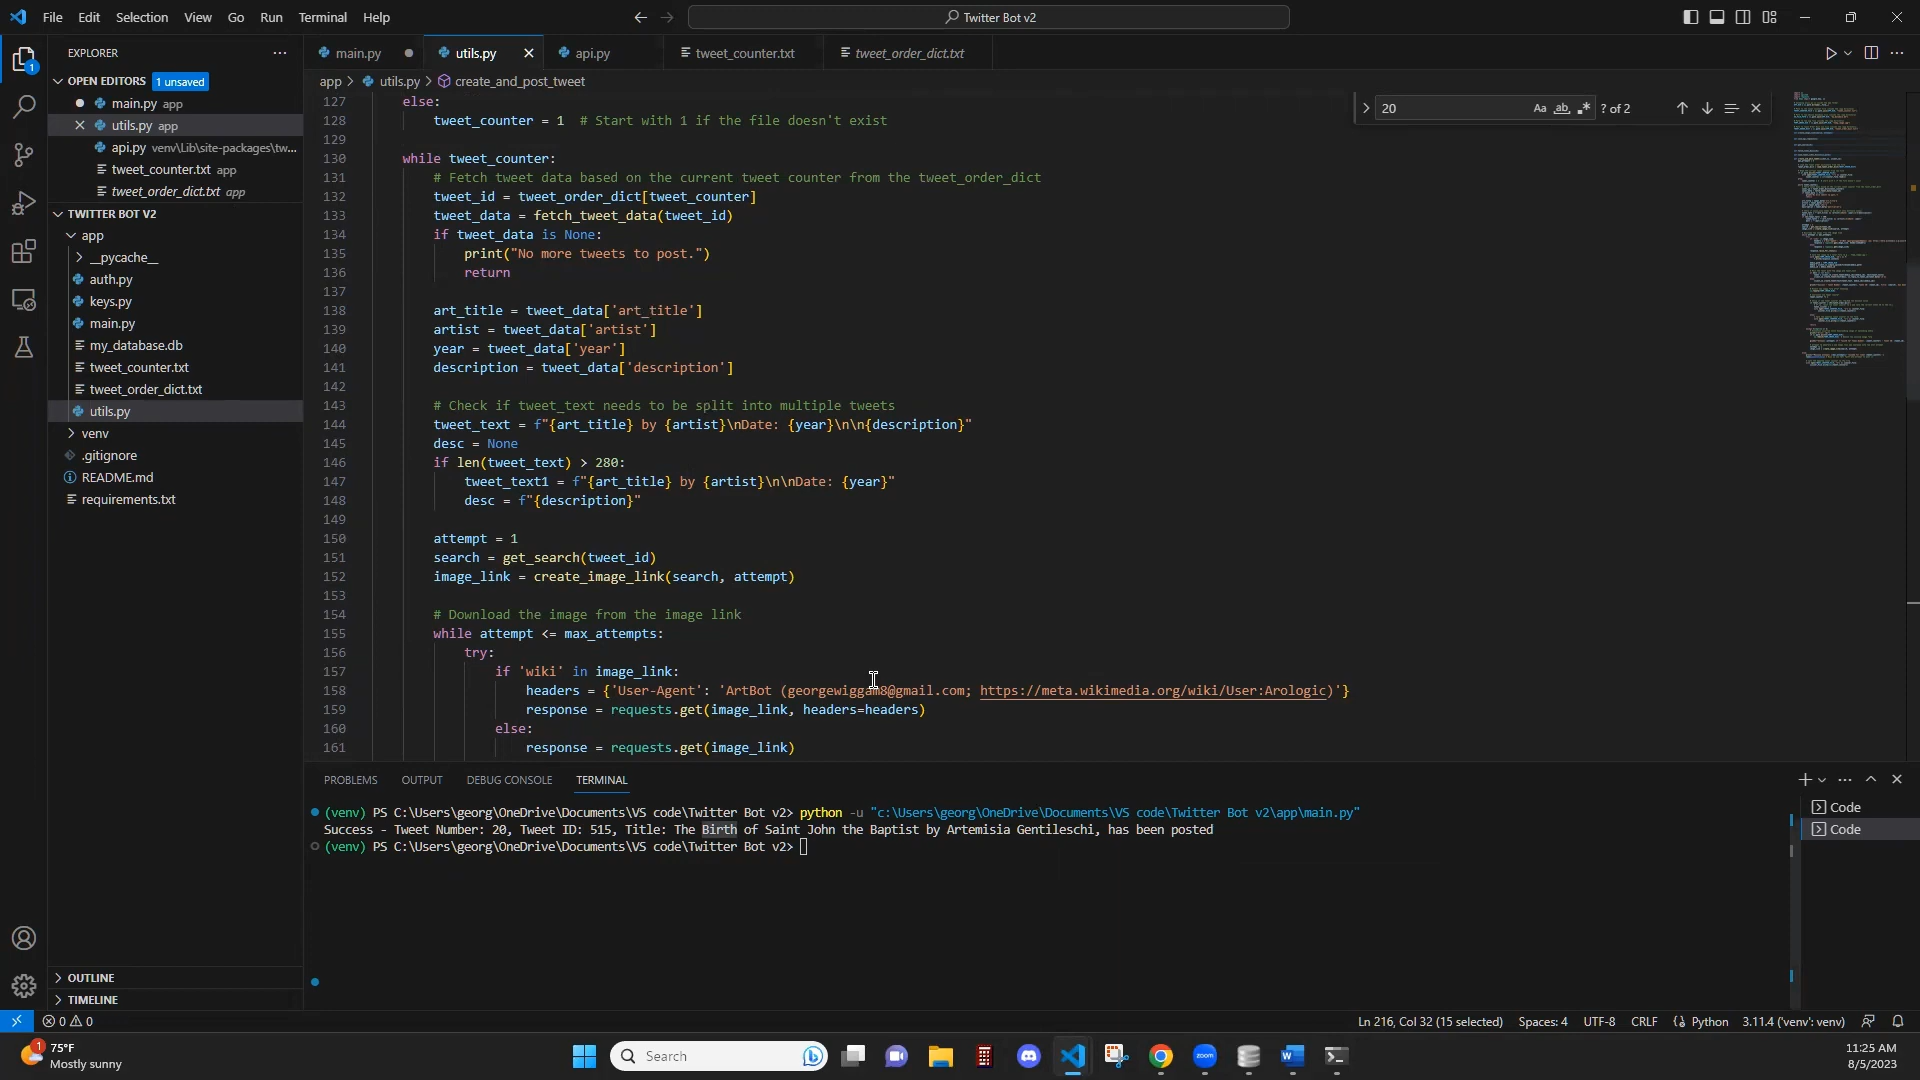 File Edit Selection View Go Run Terminal Help
Twitter Bot v2
EXPLORER
OPEN EDITORS 1 unsaved
main.py app
utils.py app
api.py venv\Lib\site-packages\tw...
tweet_counter.txt app
tweet_order_dict.txt app
TWITTER BOT V2
app
__pycache__
auth.py
keys.py
main.py
my_database.db
tweet_counter.txt
tweet_order_dict.txt
utils.py
venv
.gitignore
README.md
requirements.txt
OUTLINE
TIMELINE
main.py utils.py api.py tweet_counter.txt tweet_order_dict.txt
app > utils.py > create_and_post_tweet
20 Aa ab ? of 2
127 else:
128 tweet_counter = 1 # Start with 1 if the file doesn't exist
129
130 while tweet_counter:
131 # Fetch tweet data based on the current tweet counter from the tweet_order_dict
132 tweet_id = tweet_order_dict[tweet_counter]
133 tweet_data = fetch_tweet_data(tweet_id)
134 if tweet_data is None:
135 print("No more tweets to post.")
136 return
137
138 art_title = tweet_data['art_title']
139 artist = tweet_data['artist']
140 year = tweet_data['year']
141 description = tweet_data['description']
142
143 # Check if tweet_text needs to be split into multiple tweets
144 tweet_text = f"{art_title} by {artist}\nDate: {year}\n\n{description}"
145 desc = None
146 if len(tweet_text) > 280:
147 tweet_text1 = f"{art_title} by {artist}\n\nDate: {year}"
148 desc = f"{description}"
149
150 attempt = 1
151 search = get_search(tweet_id)
152 image_link = create_image_link(search, attempt)
153
154 # Download the image from the image link
155 while attempt <= max_attempts:
156 try:
157 if 'wiki' in image_link:
158 headers = {'User-Agent': 'ArtBot (georgewiggam8@gmail.com; https://meta.wikimedia.org/wiki/User:Arologic)'}
159 response = requests.get(image_link, headers=headers)
160 else:
161 response = requests.get(image_link)
PROBLEMS OUTPUT DEBUG CONSOLE TERMINAL
(venv) PS C:\Users\georg\OneDrive\Documents\VS code\Twitter Bot v2> python -u "c:\Users\georg\OneDrive\Documents\VS code\Twitter Bot v2\app\main.py"
Success - Tweet Number: 20, Tweet ID: 515, Title: The Birth of Saint John the Baptist by Artemisia Gentileschi, has been posted
(venv) PS C:\Users\georg\OneDrive\Documents\VS code\Twitter Bot v2>
Code
Code
0 0 Ln 216, Col 32 (15 selected) Spaces: 4 UTF-8 CRLF Python 3.11.4 ('venv': venv)
1 75°F
Mostly sunny
Search
zoom
11:25 AM
8/5/2023